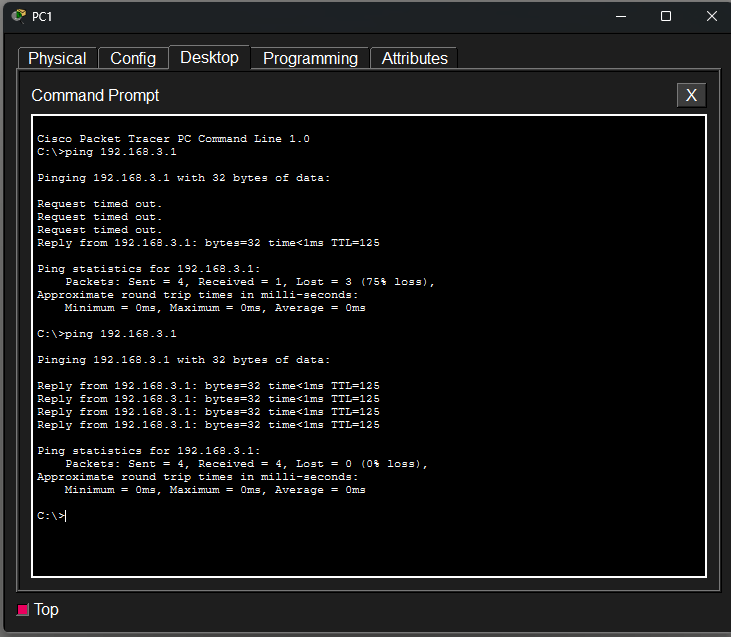 PC1
Physical Config Desktop Programming Attributes
Command Prompt
X
Cisco Packet Tracer PC Command Line 1.0
C:\>ping 192.168.3.1
Pinging 192.168.3.1 with 32 bytes of data:
Request timed out.
Request timed out.
Request timed out.
Reply from 192.168.3.1: bytes=32 time<1ms TTL=125
Ping statistics for 192.168.3.1:
Packets: Sent = 4, Received = 1, Lost = 3 (75% loss),
Approximate round trip times in milli-seconds:
Minimum = 0ms, Maximum = 0ms, Average = 0ms
C:\>ping 192.168.3.1
Pinging 192.168.3.1 with 32 bytes of data:
Reply from 192.168.3.1: bytes=32 time<1ms TTL=125
Reply from 192.168.3.1: bytes=32 time<1ms TTL=125
Reply from 192.168.3.1: bytes=32 time<1ms TTL=125
Reply from 192.168.3.1: bytes=32 time<1ms TTL=125
Ping statistics for 192.168.3.1:
Packets: Sent = 4, Received = 4, Lost = 0 (0% loss),
Approximate round trip times in milli-seconds:
Minimum = 0ms, Maximum = 0ms, Average = 0ms
C:\>
Top